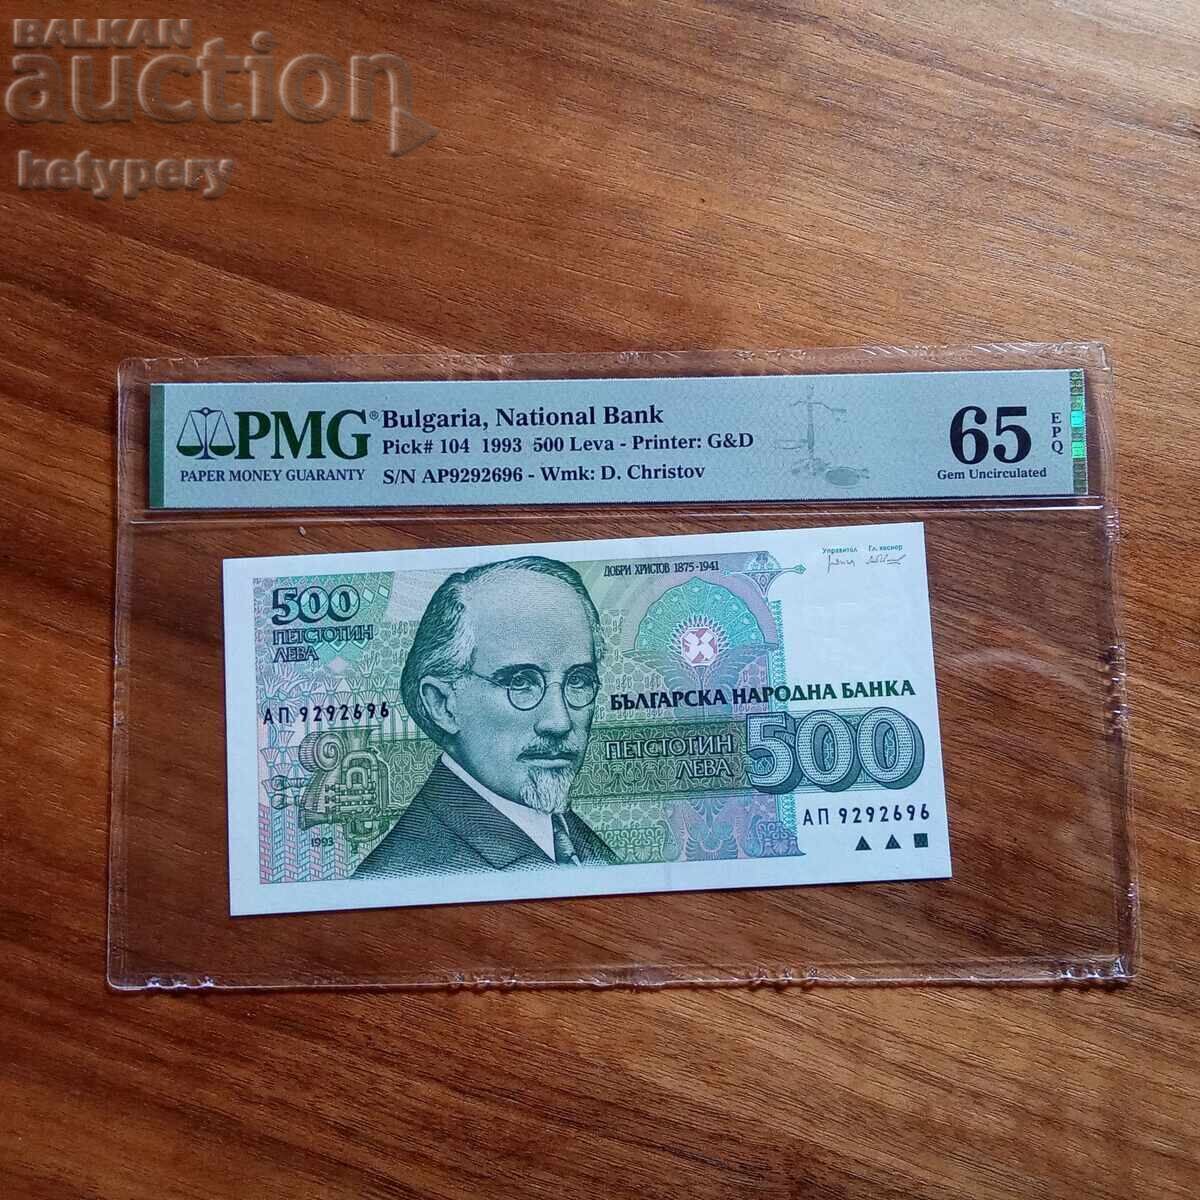 BALKAN
auction
ketypery
PMG®
PAPER MONEY GUARANTY
Bulgaria, National Bank
Pick# 104 1993 500 Leva - Printer: G&D
S/N AP9292696 - Wmk: D. Christov
65
EPQ
Gem Uncirculated
500
ПЕТСТОТИН
ЛЕВА
АП 9292696
1993
ДОБРИ ХРИСТОВ 1875-1941
Управител Гл. касиер
БЪЛГАРСКА НАРОДНА БАНКА
ПЕТСТОТИН
ЛЕВА
500
АП 9292696